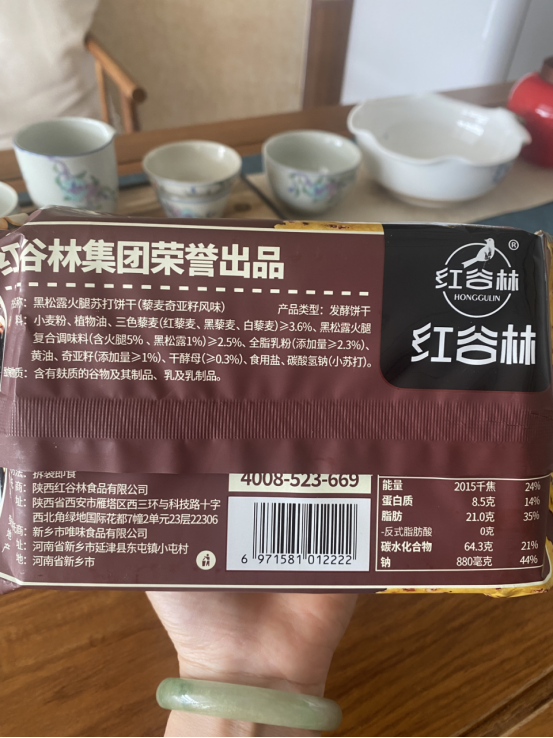 红谷林集团荣誉出品
®
红谷林
HONGGULIN
红谷林
称：黑松露火腿苏打饼干(藜麦奇亚籽风味)
产品类型：发酵饼干
料：小麦粉、植物油、三色藜麦(红藜麦、黑藜麦、白藜麦)≥3.6%、黑松露火腿
复合调味料(含火腿5%、黑松露1%)≥2.5%、全脂乳粉(添加量≥2.3%)、
黄油、奇亚籽(添加量≥1%)、干酵母(≥0.3%)、食用盐、碳酸氢钠(小苏打)。
物质：含有麸质的谷物及其制品、乳及乳制品。
法：拆袋即食
商：陕西红谷林食品有限公司
址：陕西省西安市雁塔区西三环与科技路十字
西北角绿地国际花都7幢2单元23层22306
商：新乡市唯味食品有限公司
址：河南省新乡市延津县东屯镇小屯村
地：河南省新乡市
4008-523-669
6 971581 012222
能量 2015千焦 24%
蛋白质 8.5克 14%
脂肪 21.0克 35%
-反式脂肪酸 0克
碳水化合物 64.3克 21%
钠 880毫克 44%